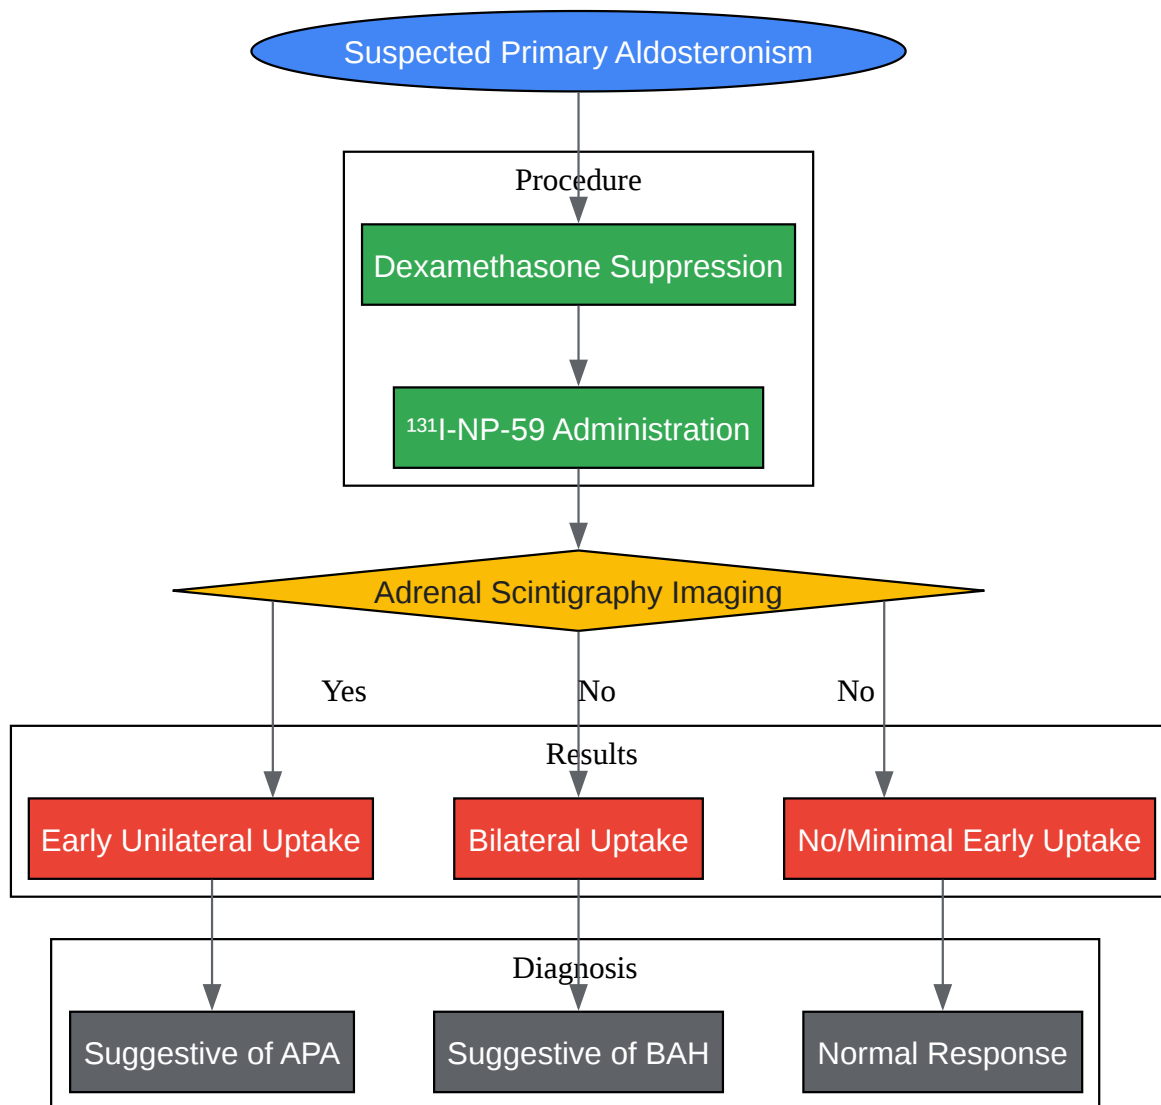 Suspected Primary Aldosteronism
Procedure
Dexamethasone Suppression
¹³¹I-NP-59 Administration
Adrenal Scintigraphy Imaging
Yes
No
No
Results
Early Unilateral Uptake
Bilateral Uptake
No/Minimal Early Uptake
Diagnosis
Suggestive of APA
Suggestive of BAH
Normal Response